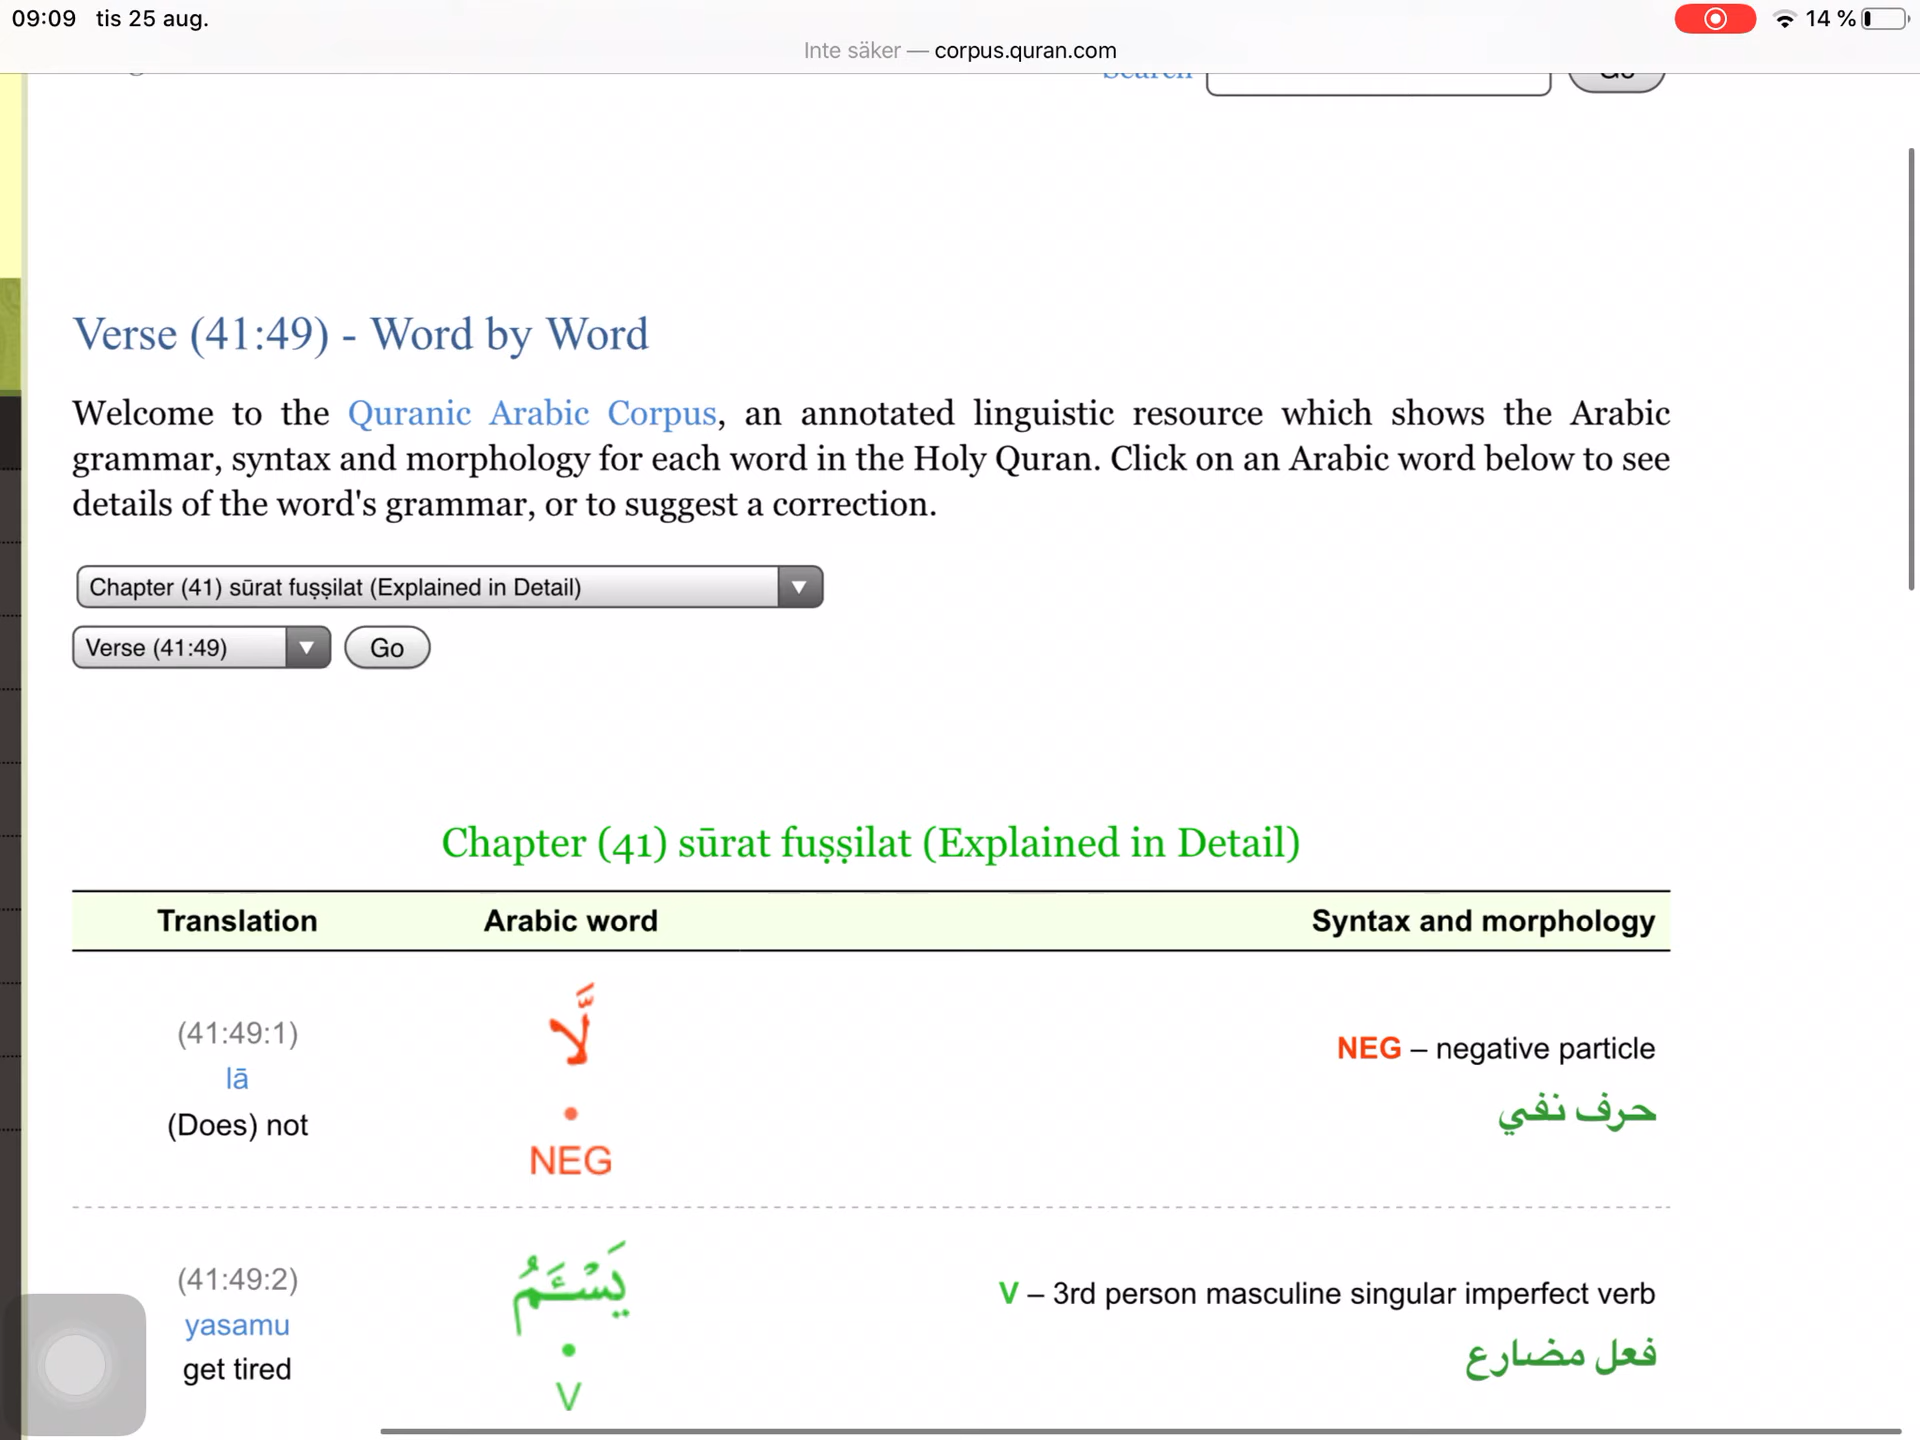 09:09 tis 25 aug.
14 %
Inte säker — corpus.quran.com
Search
Go
Verse (41:49) - Word by Word
Welcome to the Quranic Arabic Corpus, an annotated linguistic resource which shows the Arabic
grammar, syntax and morphology for each word in the Holy Quran. Click on an Arabic word below to see
details of the word's grammar, or to suggest a correction.
Chapter (41) sūrat fuṣṣilat (Explained in Detail)
Verse (41:49) Go
Chapter (41) sūrat fuṣṣilat (Explained in Detail)
Translation Arabic word Syntax and morphology
(41:49:1)
lā
(Does) not
لَّا
NEG
NEG – negative particle
حرف نفي
(41:49:2)
yasamu
get tired
يَسْـَٔمُ
V
V – 3rd person masculine singular imperfect verb
فعل مضارع